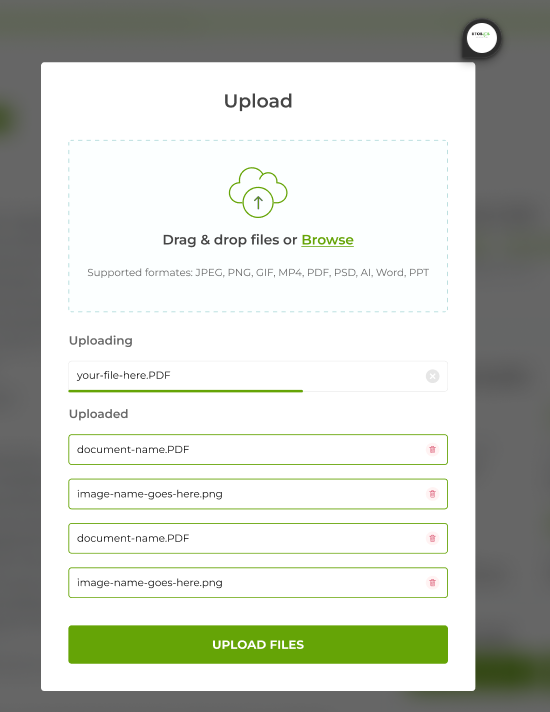 Upload
Drag & drop files or Browse
Supported formates: JPEG, PNG, GIF, MP4, PDF, PSD, AI, Word, PPT
Uploading
your-file-here.PDF
Uploaded
document-name.PDF
image-name-goes-here.png
document-name.PDF
image-name-goes-here.png
UPLOAD FILES